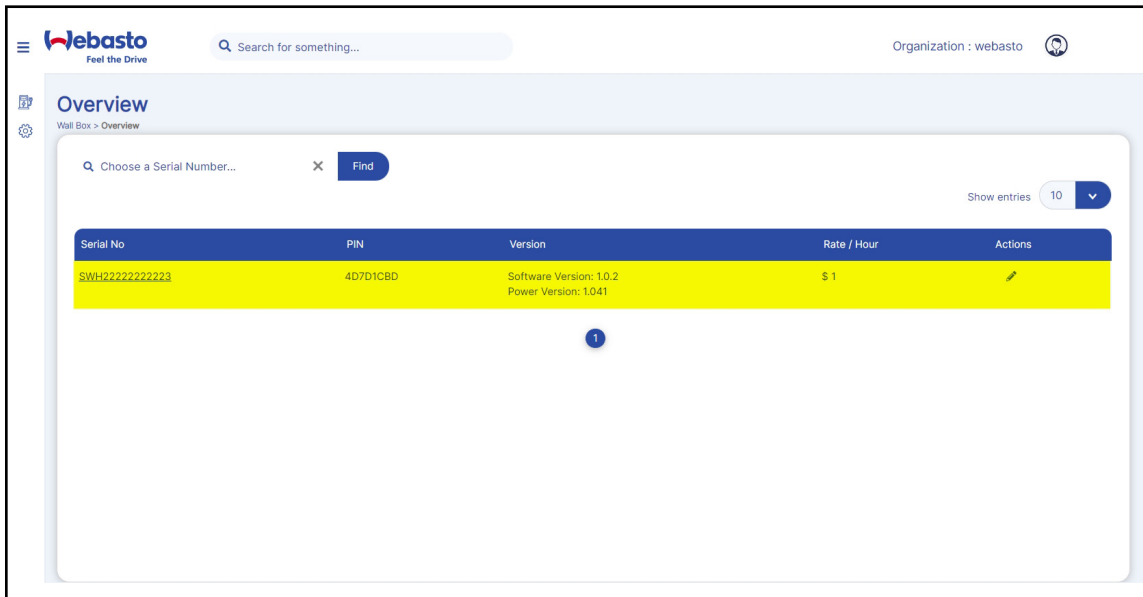 Webasto
Feel the Drive
Search for something...
Organization : webasto
Overview
Wall Box > Overview
Choose a Serial Number...
Find
Show entries 10
Serial No PIN Version Rate / Hour Actions
SWH22222222223 4D7D1CBD Software Version: 1.0.2 $ 1
Power Version: 1.041
1